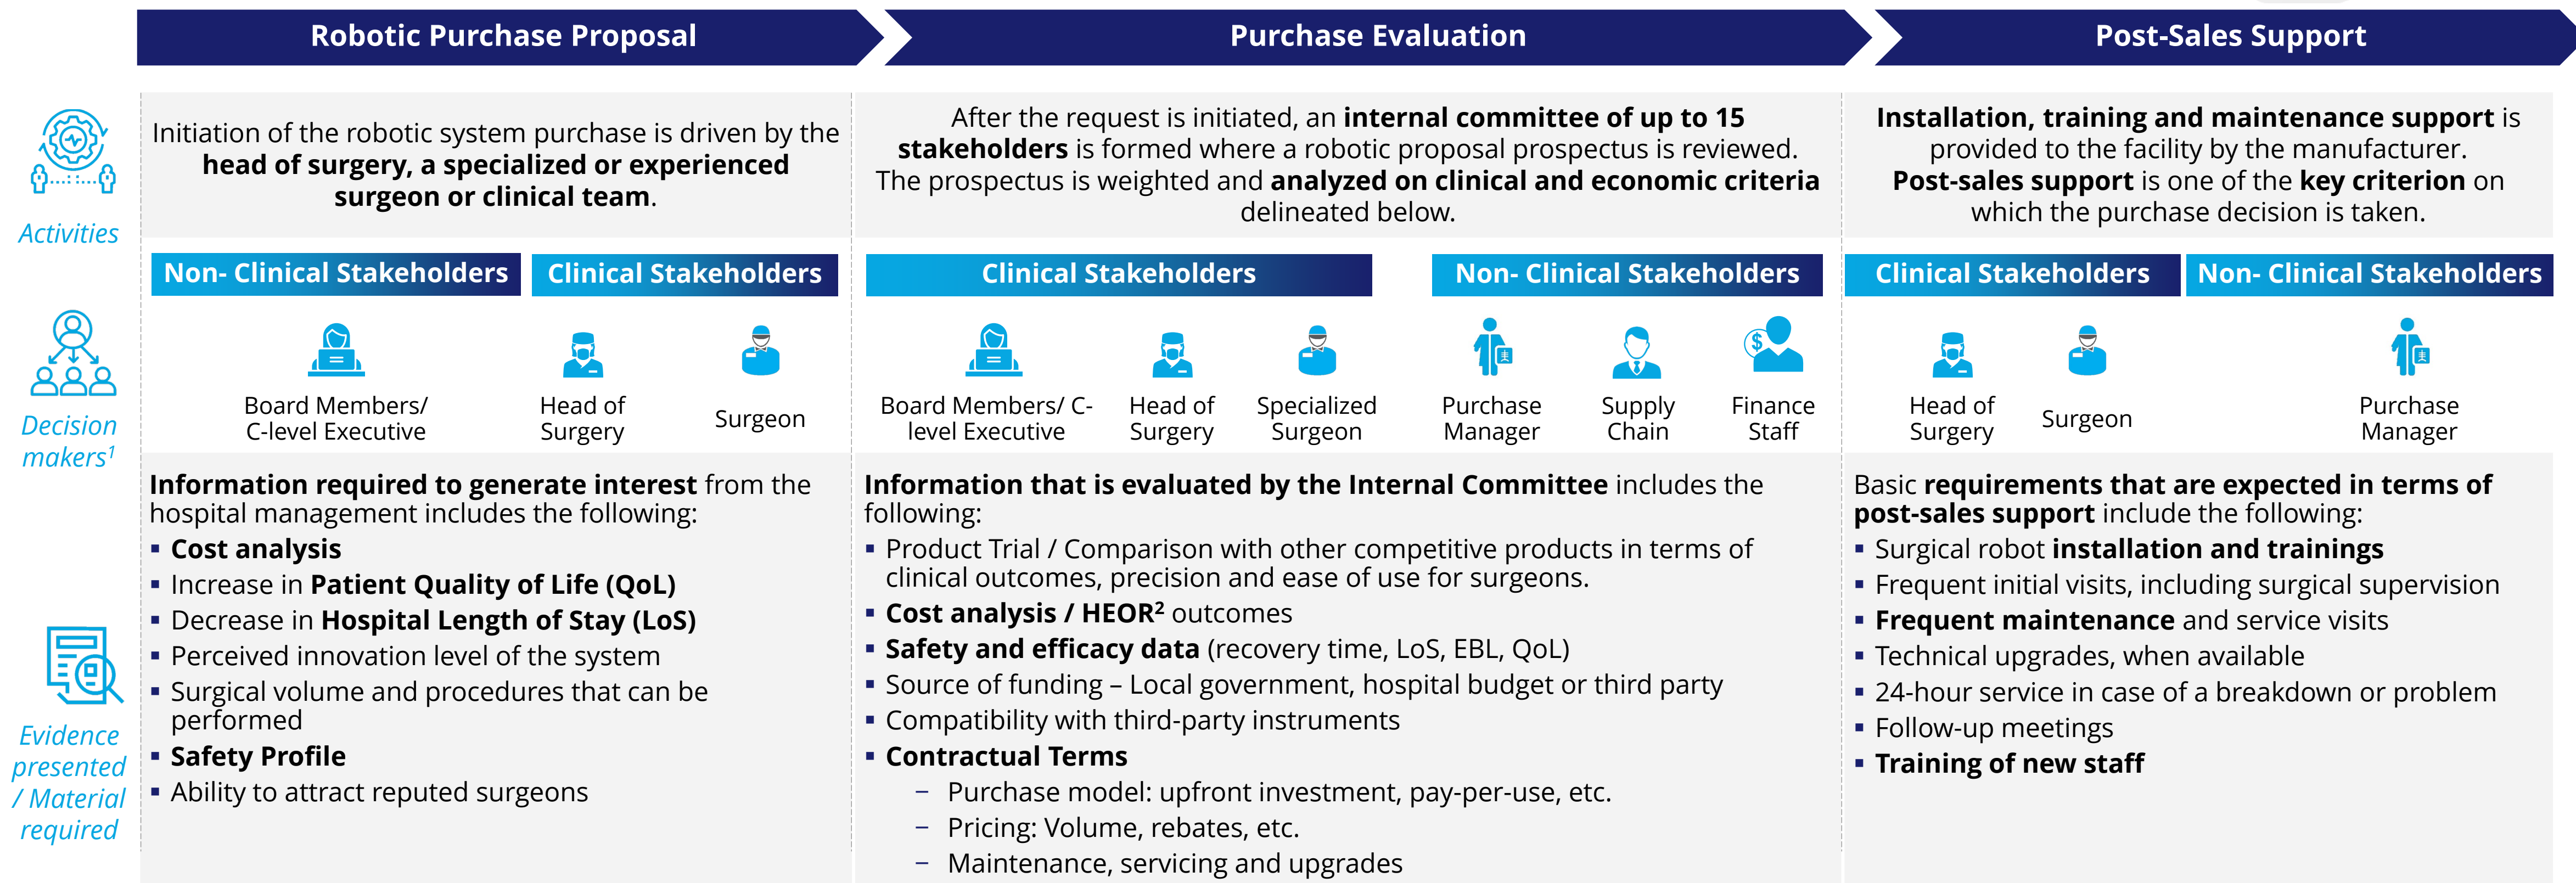 Robotic Purchase Proposal
Purchase Evaluation
Post-Sales Support
Activities
Initiation of the robotic system purchase is driven by the
head of surgery, a specialized or experienced
surgeon or clinical team.
After the request is initiated, an internal committee of up to 15
stakeholders is formed where a robotic proposal prospectus is reviewed.
The prospectus is weighted and analyzed on clinical and economic criteria
delineated below.
Installation, training and maintenance support is
provided to the facility by the manufacturer.
Post-sales support is one of the key criterion on
which the purchase decision is taken.
Decision
makers¹
Non- Clinical Stakeholders
Clinical Stakeholders
Board Members/
C-level Executive
Head of
Surgery
Surgeon
Clinical Stakeholders
Non- Clinical Stakeholders
Board Members/ C-
level Executive
Head of
Surgery
Specialized
Surgeon
Purchase
Manager
Supply
Chain
Finance
Staff
Clinical Stakeholders
Non- Clinical Stakeholders
Head of
Surgery
Surgeon
Purchase
Manager
Evidence
presented
/ Material
required
Information required to generate interest from the
hospital management includes the following:
▪ Cost analysis
▪ Increase in Patient Quality of Life (QoL)
▪ Decrease in Hospital Length of Stay (LoS)
▪ Perceived innovation level of the system
▪ Surgical volume and procedures that can be
performed
▪ Safety Profile
▪ Ability to attract reputed surgeons
Information that is evaluated by the Internal Committee includes the
following:
▪ Product Trial / Comparison with other competitive products in terms of
clinical outcomes, precision and ease of use for surgeons.
▪ Cost analysis / HEOR² outcomes
▪ Safety and efficacy data (recovery time, LoS, EBL, QoL)
▪ Source of funding – Local government, hospital budget or third party
▪ Compatibility with third-party instruments
▪ Contractual Terms
– Purchase model: upfront investment, pay-per-use, etc.
– Pricing: Volume, rebates, etc.
– Maintenance, servicing and upgrades
Basic requirements that are expected in terms of
post-sales support include the following:
▪ Surgical robot installation and trainings
▪ Frequent initial visits, including surgical supervision
▪ Frequent maintenance and service visits
▪ Technical upgrades, when available
▪ 24-hour service in case of a breakdown or problem
▪ Follow-up meetings
▪ Training of new staff